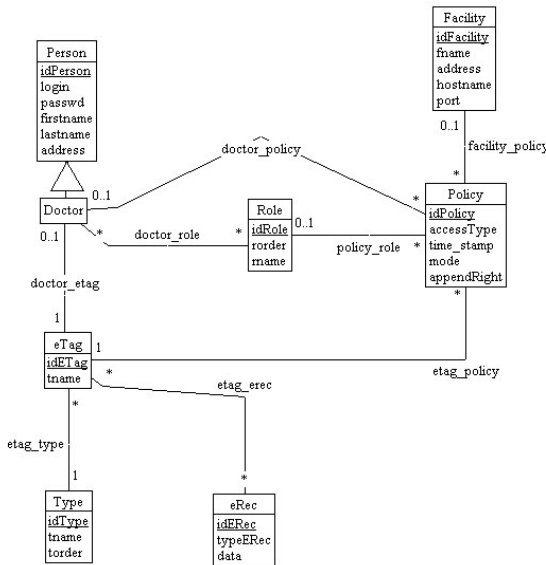 Facility
idFacility
fname
address
hostname
port
Person
idPerson
login
passwd
firstname
lastname
address
0..1
facility_policy
doctor_policy
*
0..1
*
Policy
idPolicy
accessType
time_stamp
mode
appendRight
Doctor
Role
idRole
rorder
rname
0..1
*
doctor_role
*
0..1
policy_role
*
doctor_etag
*
1
eTag
idETag
tname
1
etag_policy
*
etag_erec
*
etag_type
*
1
Type
idType
tname
torder
eRec
idERec
typeERec
data